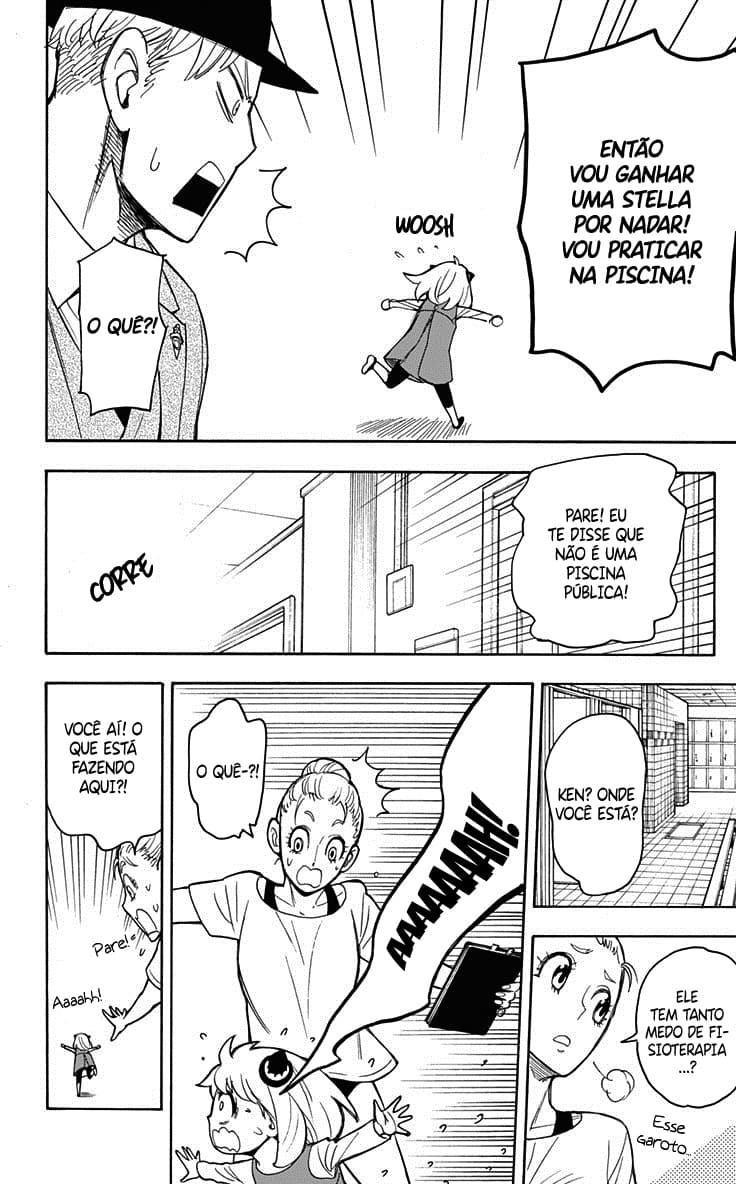 ENTÃO
VOU GANHAR
UMA STELLA
POR NADAR!
VOU PRATICAR
NA PISCINA!
WOOSH
O QUÊ?!
PARE! EU
TE DISSE QUE
NÃO É UMA
PISCINA
PÚBLICA!
CORRE
KEN? ONDE
VOCÊ ESTÁ?
ELE
TEM TANTO
MEDO DE FI-
SIOTERAPIA
...?
Esse
garoto..
AAAAAAAAH!
O QUÊ-?!
VOCÊ AÍ! O
QUE ESTÁ
FAZENDO
AQUI?!
Pare!
Aaaahh!